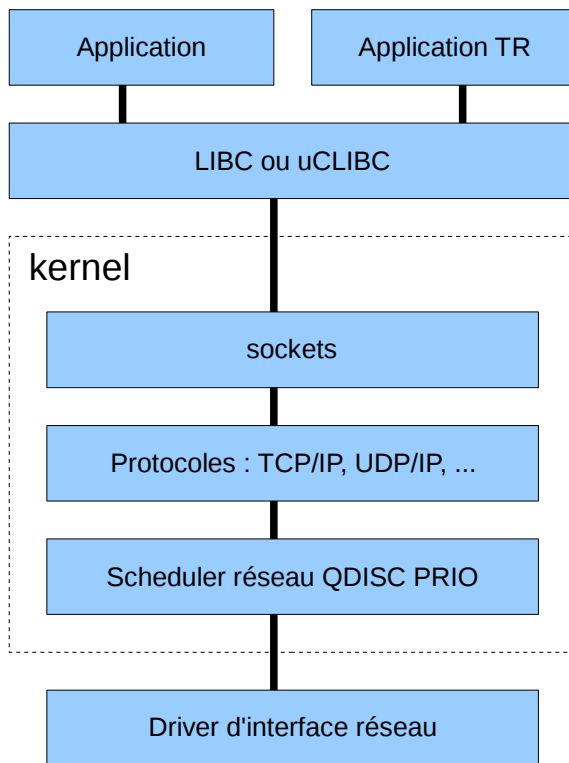 Application
Application TR
LIBC ou uCLIBC
kernel
sockets
Protocoles : TCP/IP, UDP/IP, ...
Scheduler réseau QDISC PRIO
Driver d'interface réseau